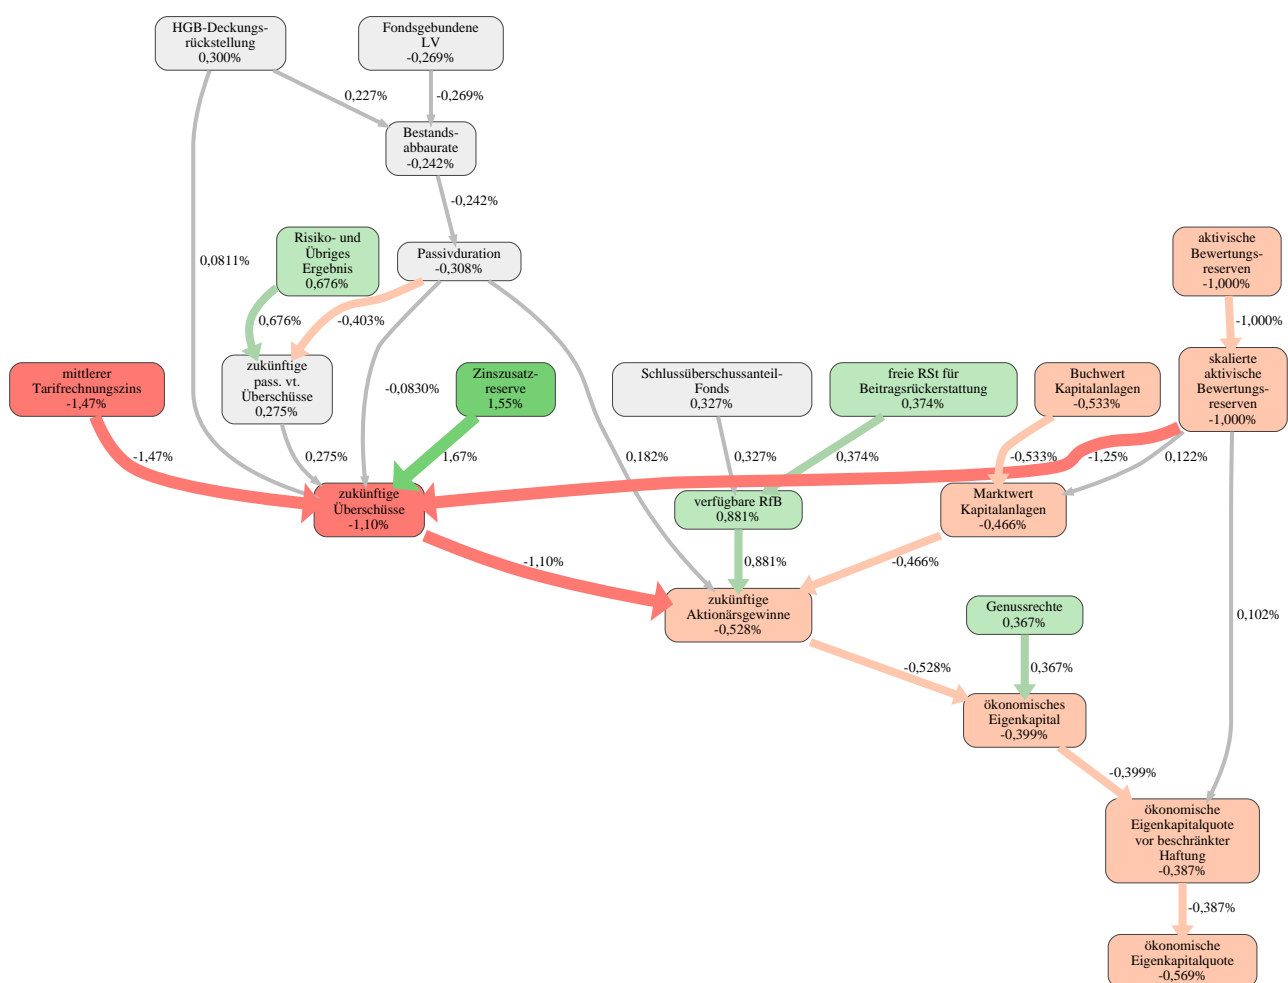 HGB-Deckungs-
rückstellung
0,300%
Fondsgebundene
LV
-0,269%
0,227%
-0,269%
Bestands-
abbaurate
-0,242%
-0,242%
Risiko- und
Übriges
Ergebnis
0,676%
Passivduration
-0,308%
aktivische
Bewertungs-
reserven
-1,000%
0,0811%
0,676%
-0,403%
-1,000%
mittlerer
Tarifrechnungszins
-1,47%
zukünftige
pass. vt.
Überschüsse
0,275%
-0,0830%
Zinszusatz-
reserve
1,55%
Schlussüberschussanteil-
Fonds
0,327%
freie RSt für
Beitragsrückerstattung
0,374%
Buchwert
Kapitalanlagen
-0,533%
skalierte
aktivische
Bewertungs-
reserven
-1,000%
-1,47%
0,275%
1,67%
0,182%
0,327%
0,374%
-0,533%
-1,25%
0,122%
zukünftige
Überschüsse
-1,10%
verfügbare RfB
0,881%
Marktwert
Kapitalanlagen
-0,466%
-1,10%
0,881%
-0,466%
zukünftige
Aktionärsgewinne
-0,528%
Genussrechte
0,367%
0,102%
-0,528%
0,367%
ökonomisches
Eigenkapital
-0,399%
-0,399%
ökonomische
Eigenkapitalquote
vor beschränkter
Haftung
-0,387%
-0,387%
ökonomische
Eigenkapitalquote
-0,569%